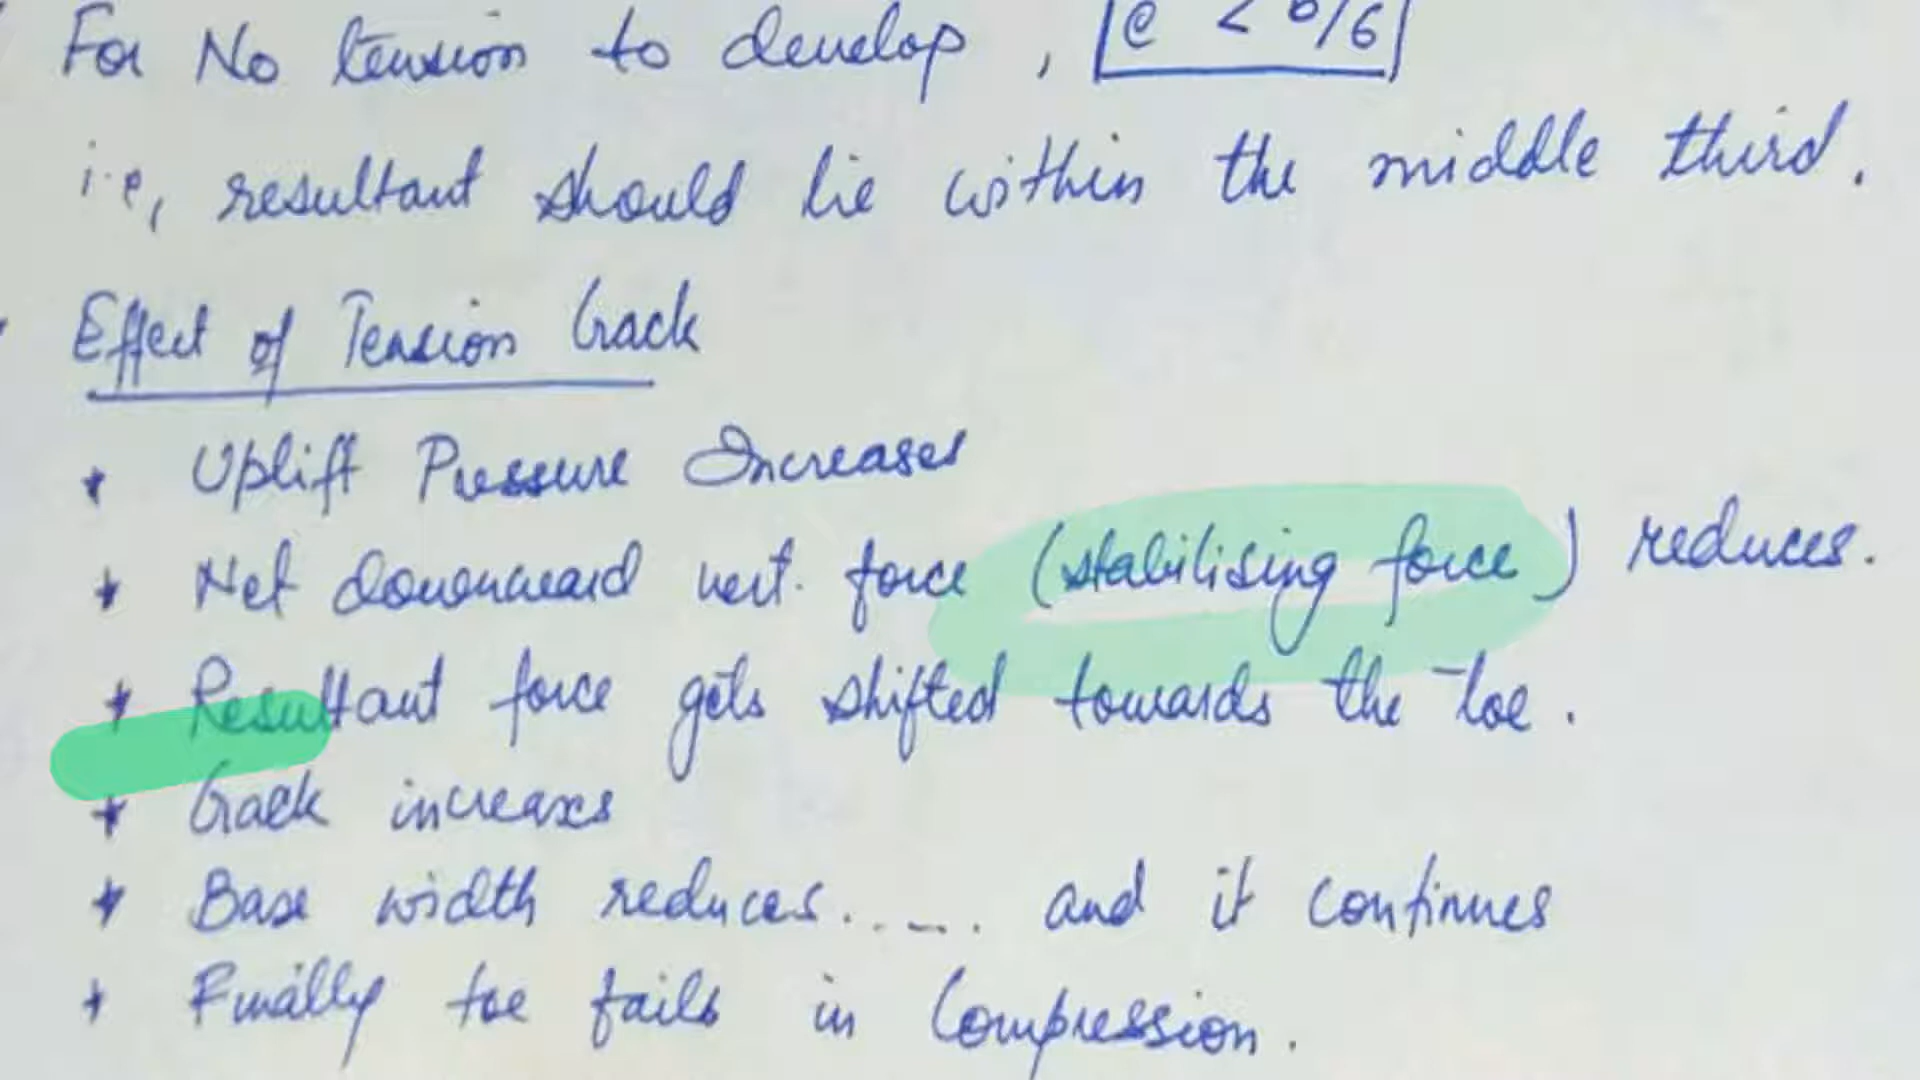 For No tension to develop, e < b/6
i.e, resultant should lie within the middle third.
Effect of Tension Crack
* Uplift Pressure Increases
* Net downward vert. force (stabilising force) reduces.
* Resultant force gets shifted towards the toe.
* Crack increases
* Base width reduces..... and it continues
* Finally toe fails in Compression.